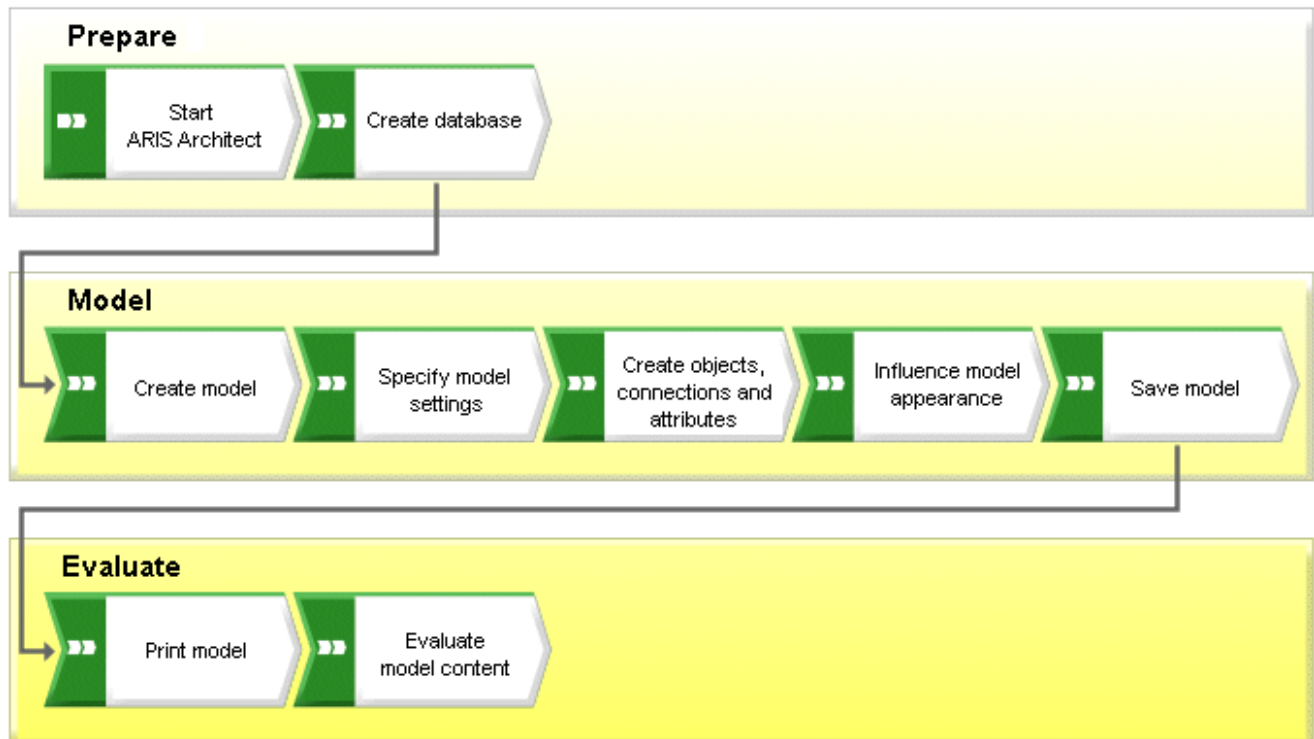 Prepare
Start
ARIS Architect
Create database
Model
Create model
Specify model
settings
Create objects,
connections and
attributes
Influence model
appearance
Save model
Evaluate
Print model
Evaluate
model content